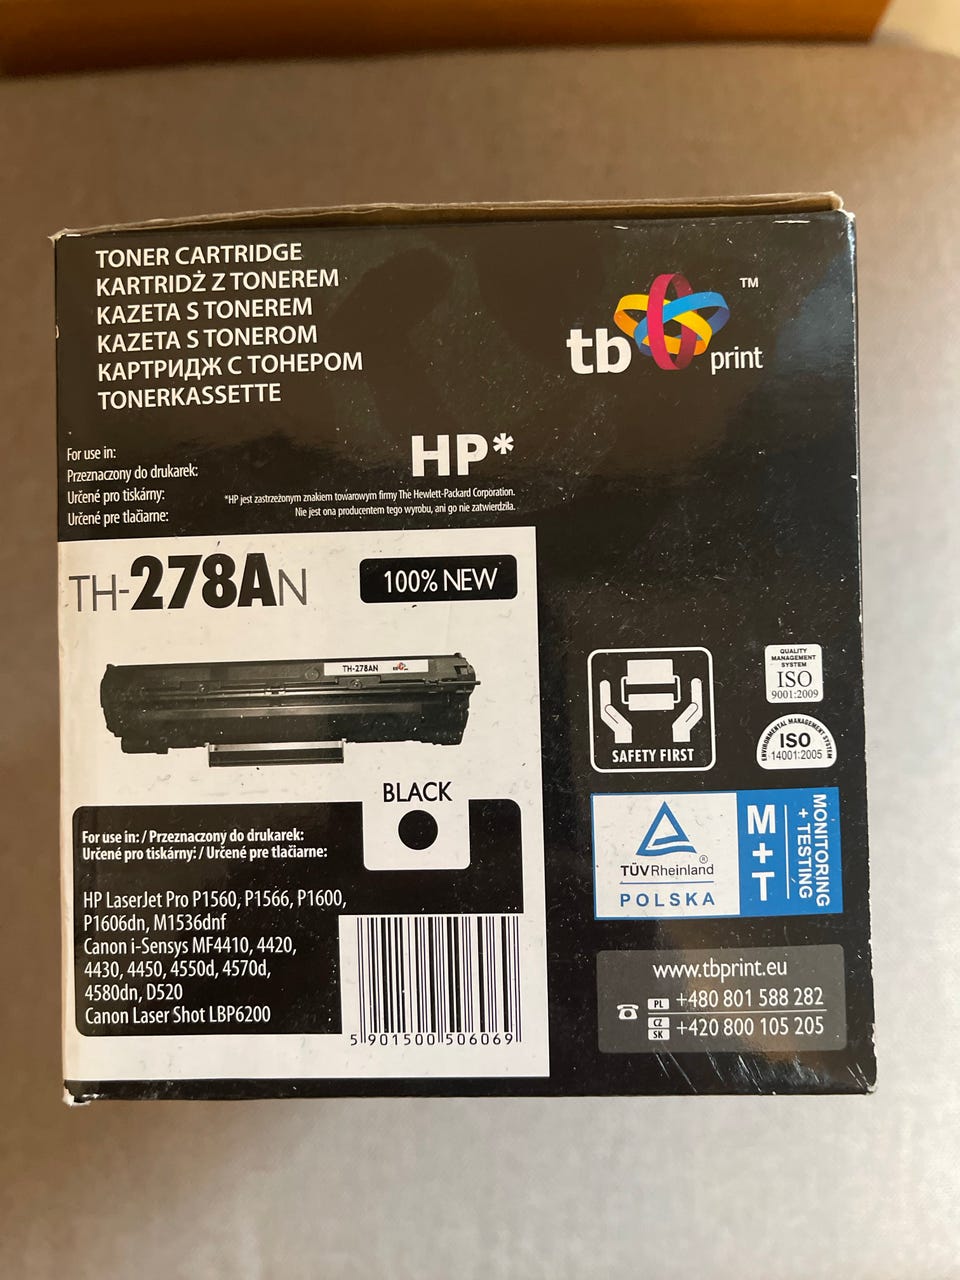 TONER CARTRIDGE
KARTRIDŻ Z TONEREM
KAZETA S TONEREM
KAZETA S TONEROM
КАРТРИДЖ С ТОНЕРОМ
TONERKASSETTE
tb print ™
For use in:
Przeznaczony do drukarek:
Určené pro tiskárny:
Určené pre tlačiarne:
HP*
*HP jest zastrzeżonym znakiem towarowym firmy The Hewlett-Packard Corporation.
Nie jest ona producentem tego wyrobu, ani go nie zatwierdziła.
TH-278AN
100% NEW
TH-278AN
BLACK
For use in: / Przeznaczony do drukarek:
Určené pro tiskárny: / Určené pre tlačiarne:
HP LaserJet Pro P1560, P1566, P1600,
P1606dn, M1536dnf
Canon i-Sensys MF4410, 4420,
4430, 4450, 4550d, 4570d,
4580dn, D520
Canon Laser Shot LBP6200
5 901500 506069
SAFETY FIRST
QUALITY
MANAGEMENT
SYSTEM
ISO
9001:2009
ENVIRONMENTAL MANAGEMENT SYSTEM
ISO
14001:2005
TÜVRheinland®
POLSKA
M+T
MONITORING
+ TESTING
www.tbprint.eu
PL +480 801 588 282
CZ
SK +420 800 105 205